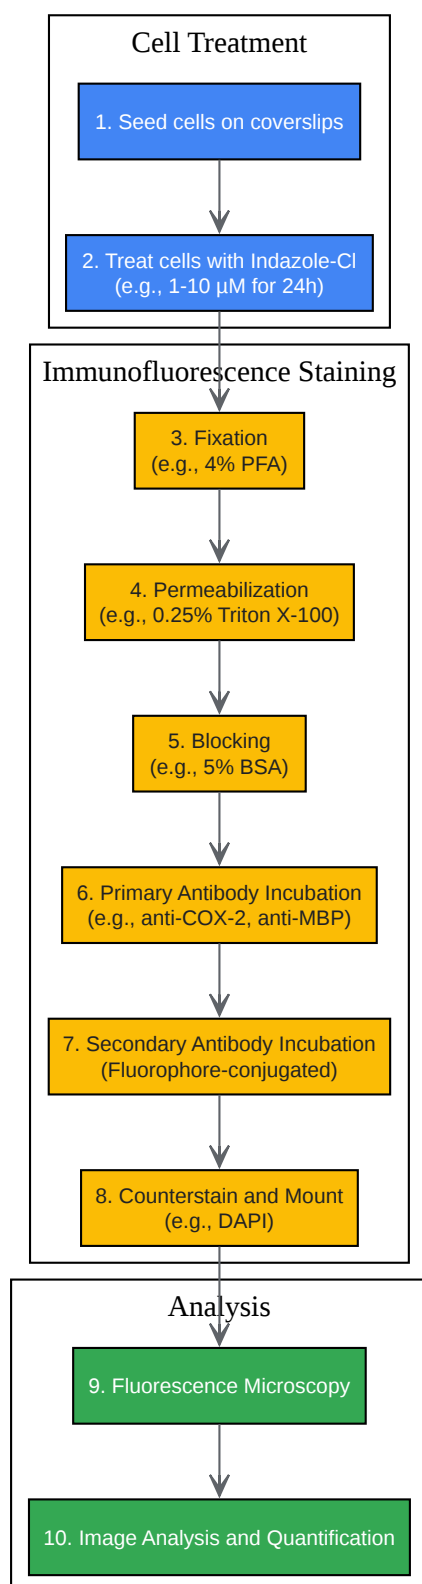 Cell Treatment
1. Seed cells on coverslips
2. Treat cells with Indazole-Cl
(e.g., 1-10 µM for 24h)
Immunofluorescence Staining
3. Fixation
(e.g., 4% PFA)
4. Permeabilization
(e.g., 0.25% Triton X-100)
5. Blocking
(e.g., 5% BSA)
6. Primary Antibody Incubation
(e.g., anti-COX-2, anti-MBP)
7. Secondary Antibody Incubation
(Fluorophore-conjugated)
8. Counterstain and Mount
(e.g., DAPI)
Analysis
9. Fluorescence Microscopy
10. Image Analysis and Quantification